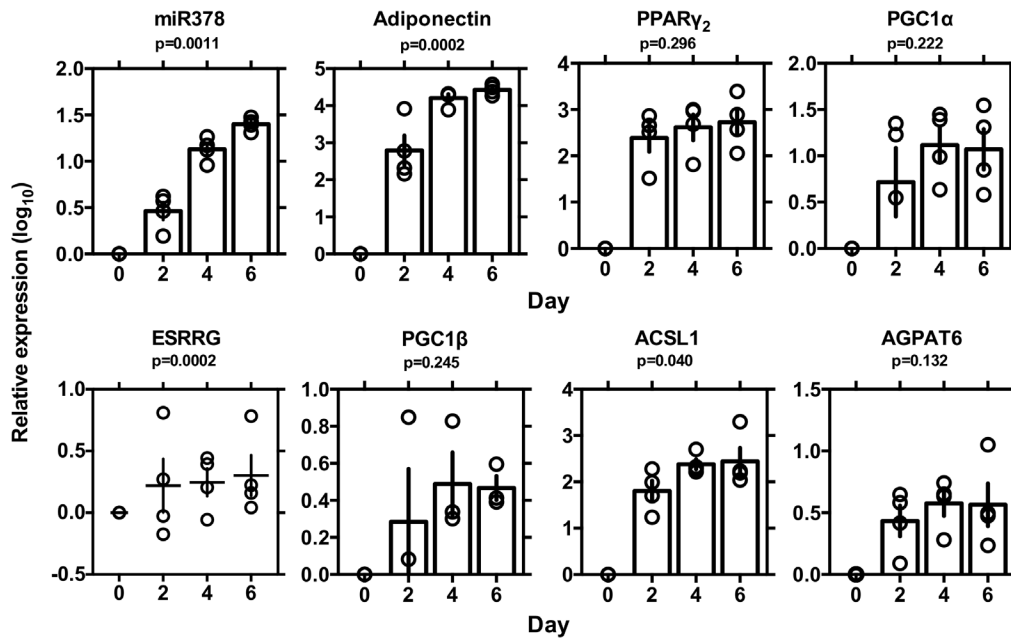 miR378 Adiponectin PPARγ2 PGC1α
p=0.0011 p=0.0002 p=0.296 p=0.222
2.0 5 4 2.0
1.5 4 3 1.5
1.0 3 2 1.0
0.5 2 1 0.5
0.0 1 0 0.0
0
0 2 4 6 0 2 4 6 0 2 4 6 0 2 4 6
Day
Relative expression (log10)
ESRRG PGC1β ACSL1 AGPAT6
p=0.0002 p=0.245 p=0.040 p=0.132
1.0 1.0 4 1.5
0.5 0.8 3 1.0
0.0 0.6 2 0.5
-0.5 0.4 1 0.0
0.2 0
0.0
0 2 4 6 0 2 4 6 0 2 4 6 0 2 4 6
Day